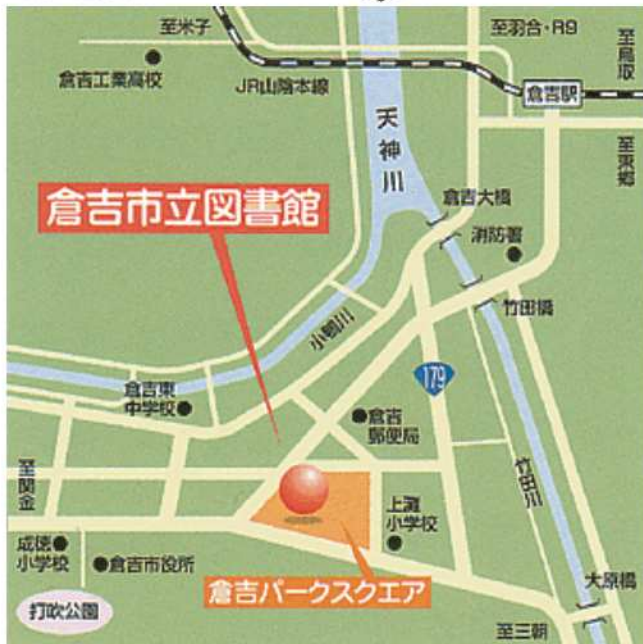 至米子
至羽合・R9
至鳥取
倉吉工業高校
JR山陰本線
倉吉駅
天神川
至東郷
倉吉市立図書館
倉吉大橋
消防署
竹田橋
小鴨川
179
倉吉東
中学校
倉吉
郵便局
至関金
竹田川
上灘
小学校
成徳
小学校
倉吉市役所
倉吉パークスクエア
大原橋
打吹公園
至三朝